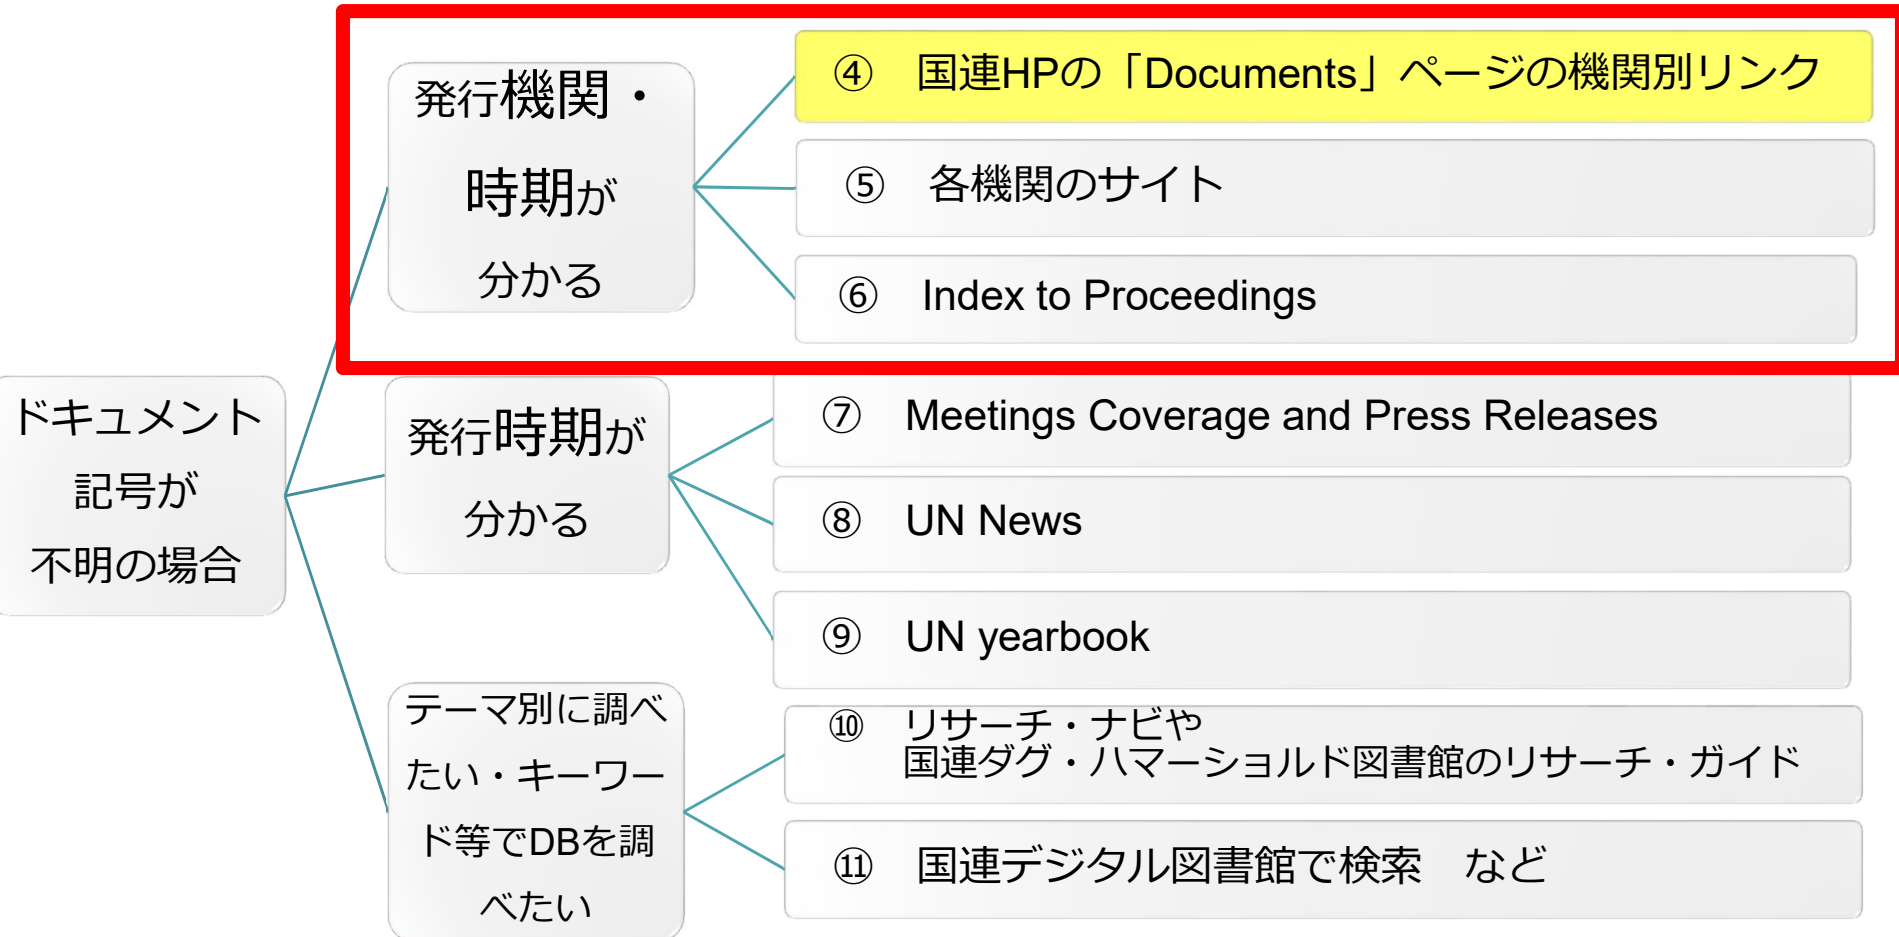 発行機関・
時期が
分かる
④ 国連HPの「Documents」ページの機関別リンク
⑤ 各機関のサイト
⑥ Index to Proceedings
ドキュメント
記号が
不明の場合
発行時期が
分かる
⑦ Meetings Coverage and Press Releases
⑧ UN News
⑨ UN yearbook
テーマ別に調べ
たい・キーワー
ド等でDBを調
べたい
⑩ リサーチ・ナビや
国連ダグ・ハマーショルド図書館のリサーチ・ガイド
⑪ 国連デジタル図書館で検索 など